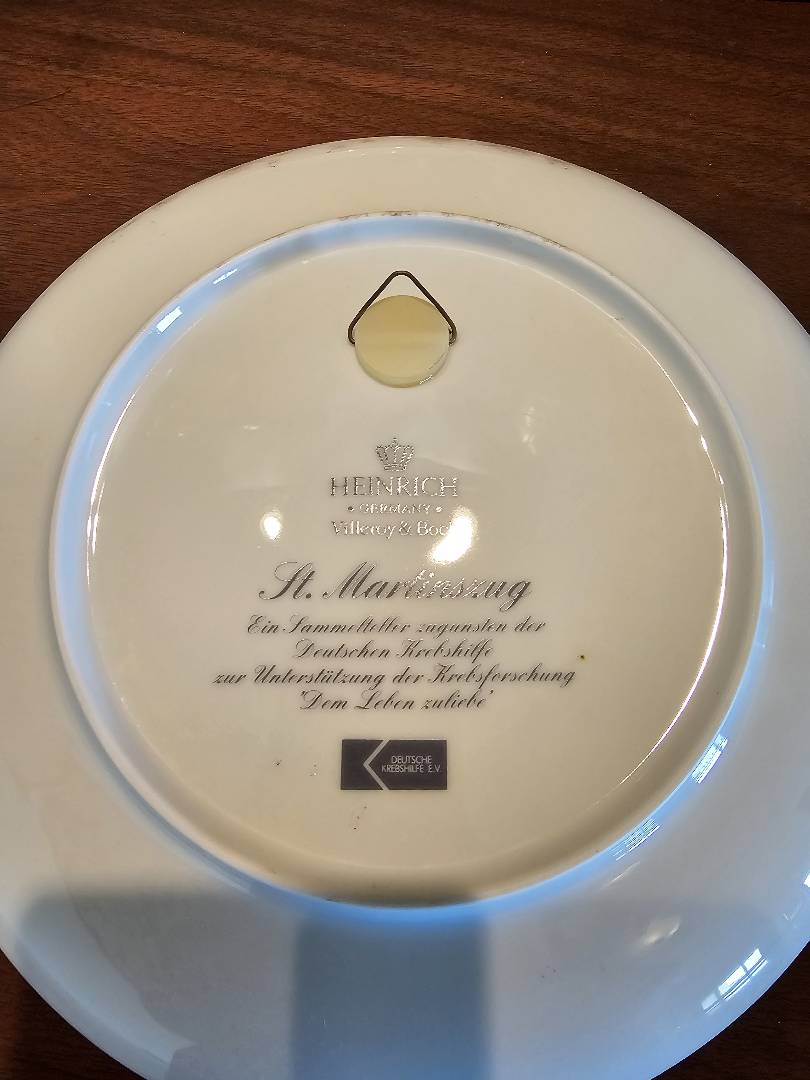 HEINRICH
• GERMANY •
Villeroy & Boch
St. Martinszug
Ein Sammelteller zugunsten der
Deutschen Krebshilfe
zur Unterstützung der Krebsforschung
"Dem Leben zuliebe"
DEUTSCHE
KREBSHILFE E.V.